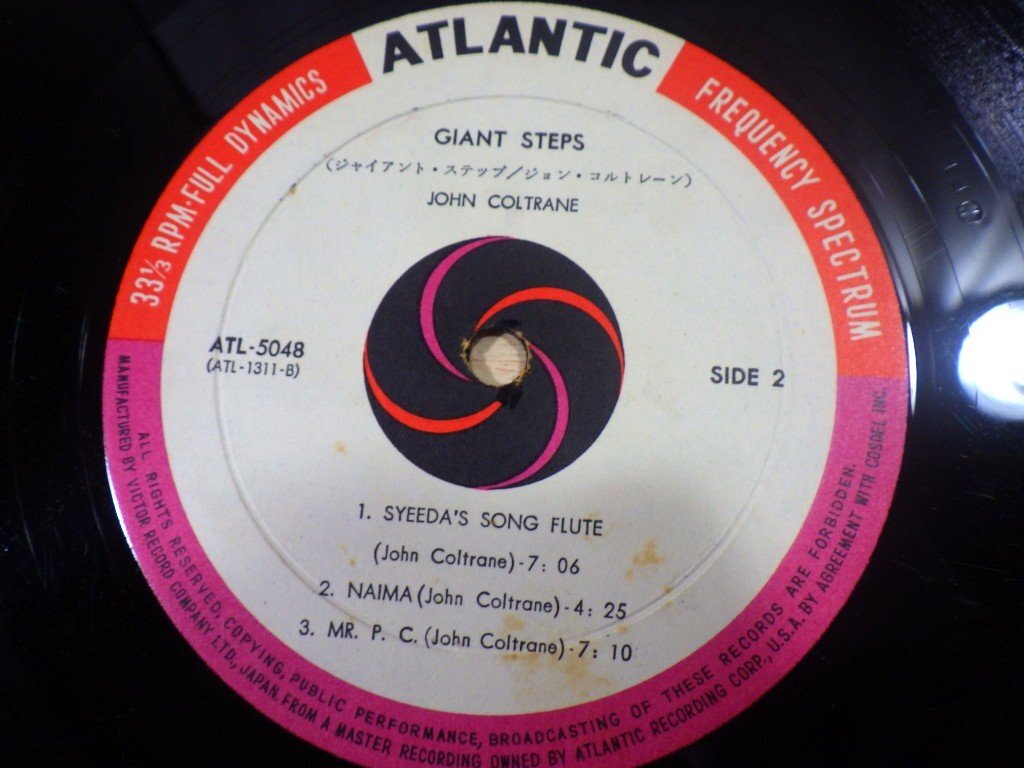 ATLANTIC
33⅓ RPM·FULL DYNAMICS
FREQUENCY SPECTRUM
GIANT STEPS
(ジャイアント・ステップ/ジョン・コルトレーン)
JOHN COLTRANE
ATL-5048
(ATL-1311-B)
SIDE 2
1. SYEEDA'S SONG FLUTE
(John Coltrane)-7: 06
2. NAIMA (John Coltrane)-4: 25
3. MR. P. C. (John Coltrane)-7: 10
ALL RIGHTS RESERVED, COPYING, PUBLIC PERFORMANCE, BROADCASTING OF THESE RECORDS ARE FORBIDDEN.
MANUFACTURED BY VICTOR RECORD COMPANY LTD., JAPAN. FROM A MASTER RECORDING OWNED BY ATLANTIC RECORDING CORP., U.S.A. BY AGREEMENT WITH COSDEL INC.